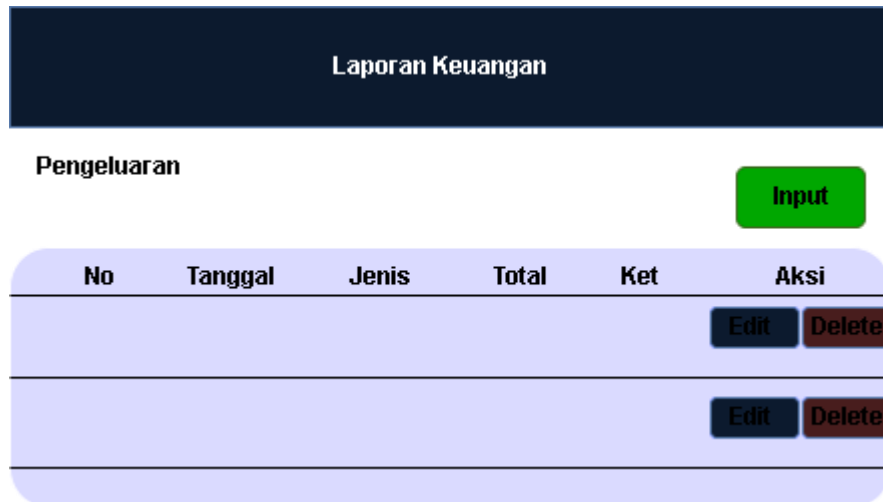 Laporan Keuangan
Pengeluaran
Input
No Tanggal Jenis Total Ket Aksi
Edit Delete
Edit Delete